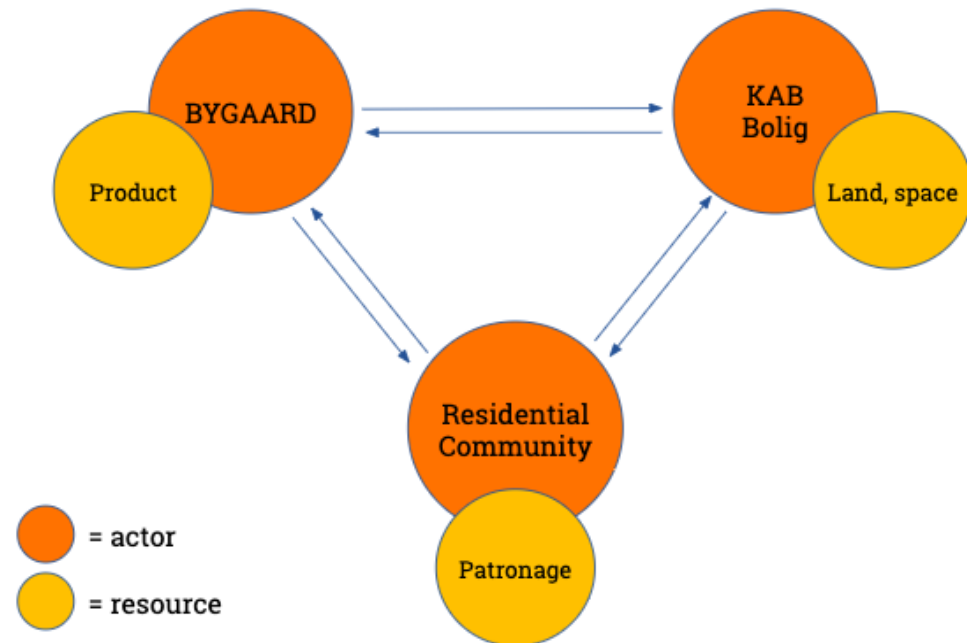 BYGAARD
KAB
Bolig
Product
Land, space
Residential
Community
Patronage
= actor
= resource